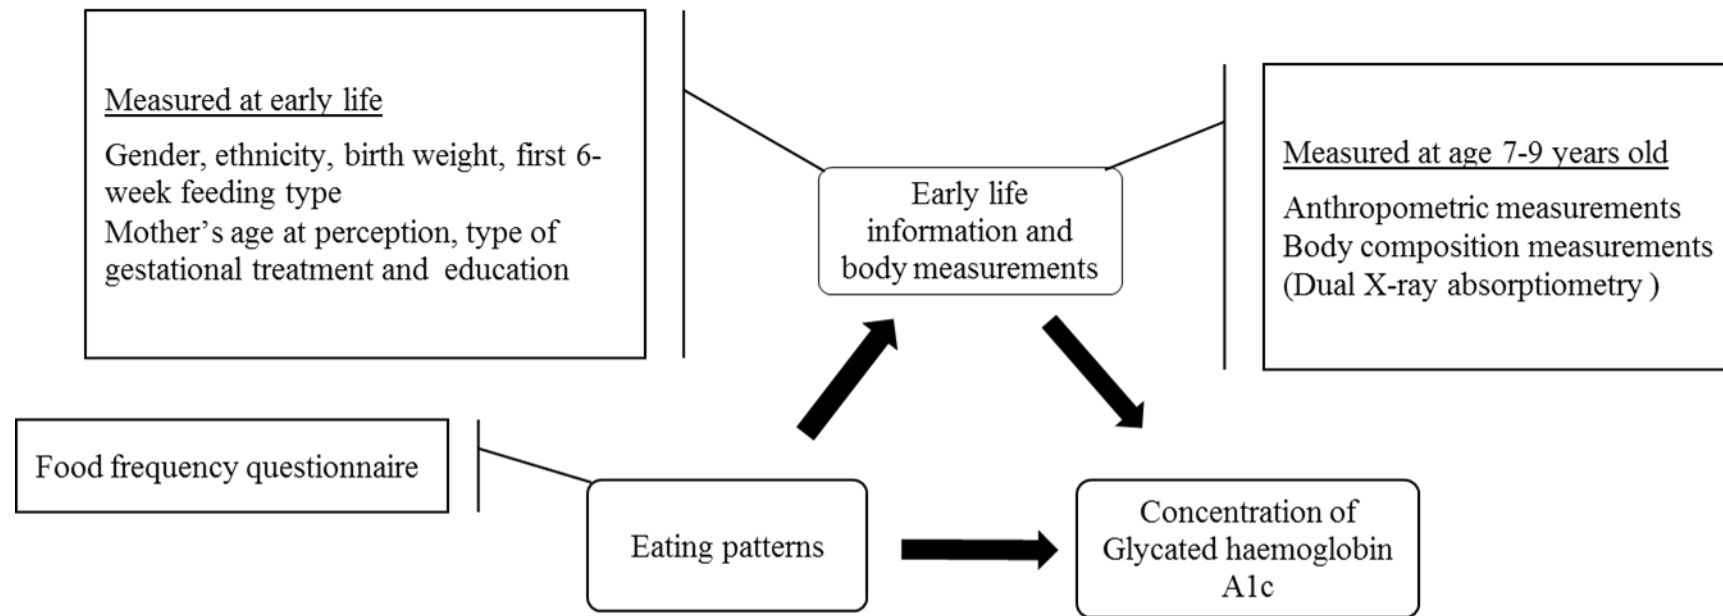 Measured at early life
Gender, ethnicity, birth weight, first 6-
week feeding type
Mother’s age at perception, type of
gestational treatment and education
Early life
information and
body measurements
Measured at age 7-9 years old
Anthropometric measurements
Body composition measurements
(Dual X-ray absorptiometry )
Food frequency questionnaire
Eating patterns
Concentration of
Glycated haemoglobin
A1c